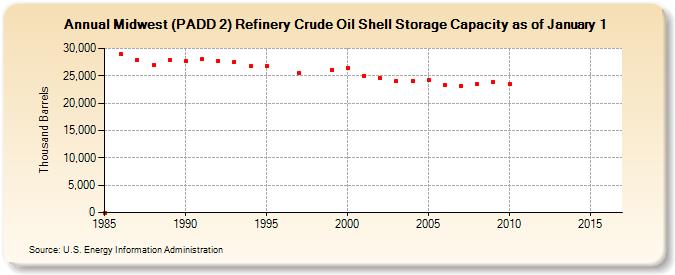 Annual Midwest (PADD 2) Refinery Crude Oil Shell Storage Capacity as of January 1
Thousand Barrels
30,000
25,000
20,000
15,000
10,000
5,000
0
1985 1990 1995 2000 2005 2010 2015
Source: U.S. Energy Information Administration